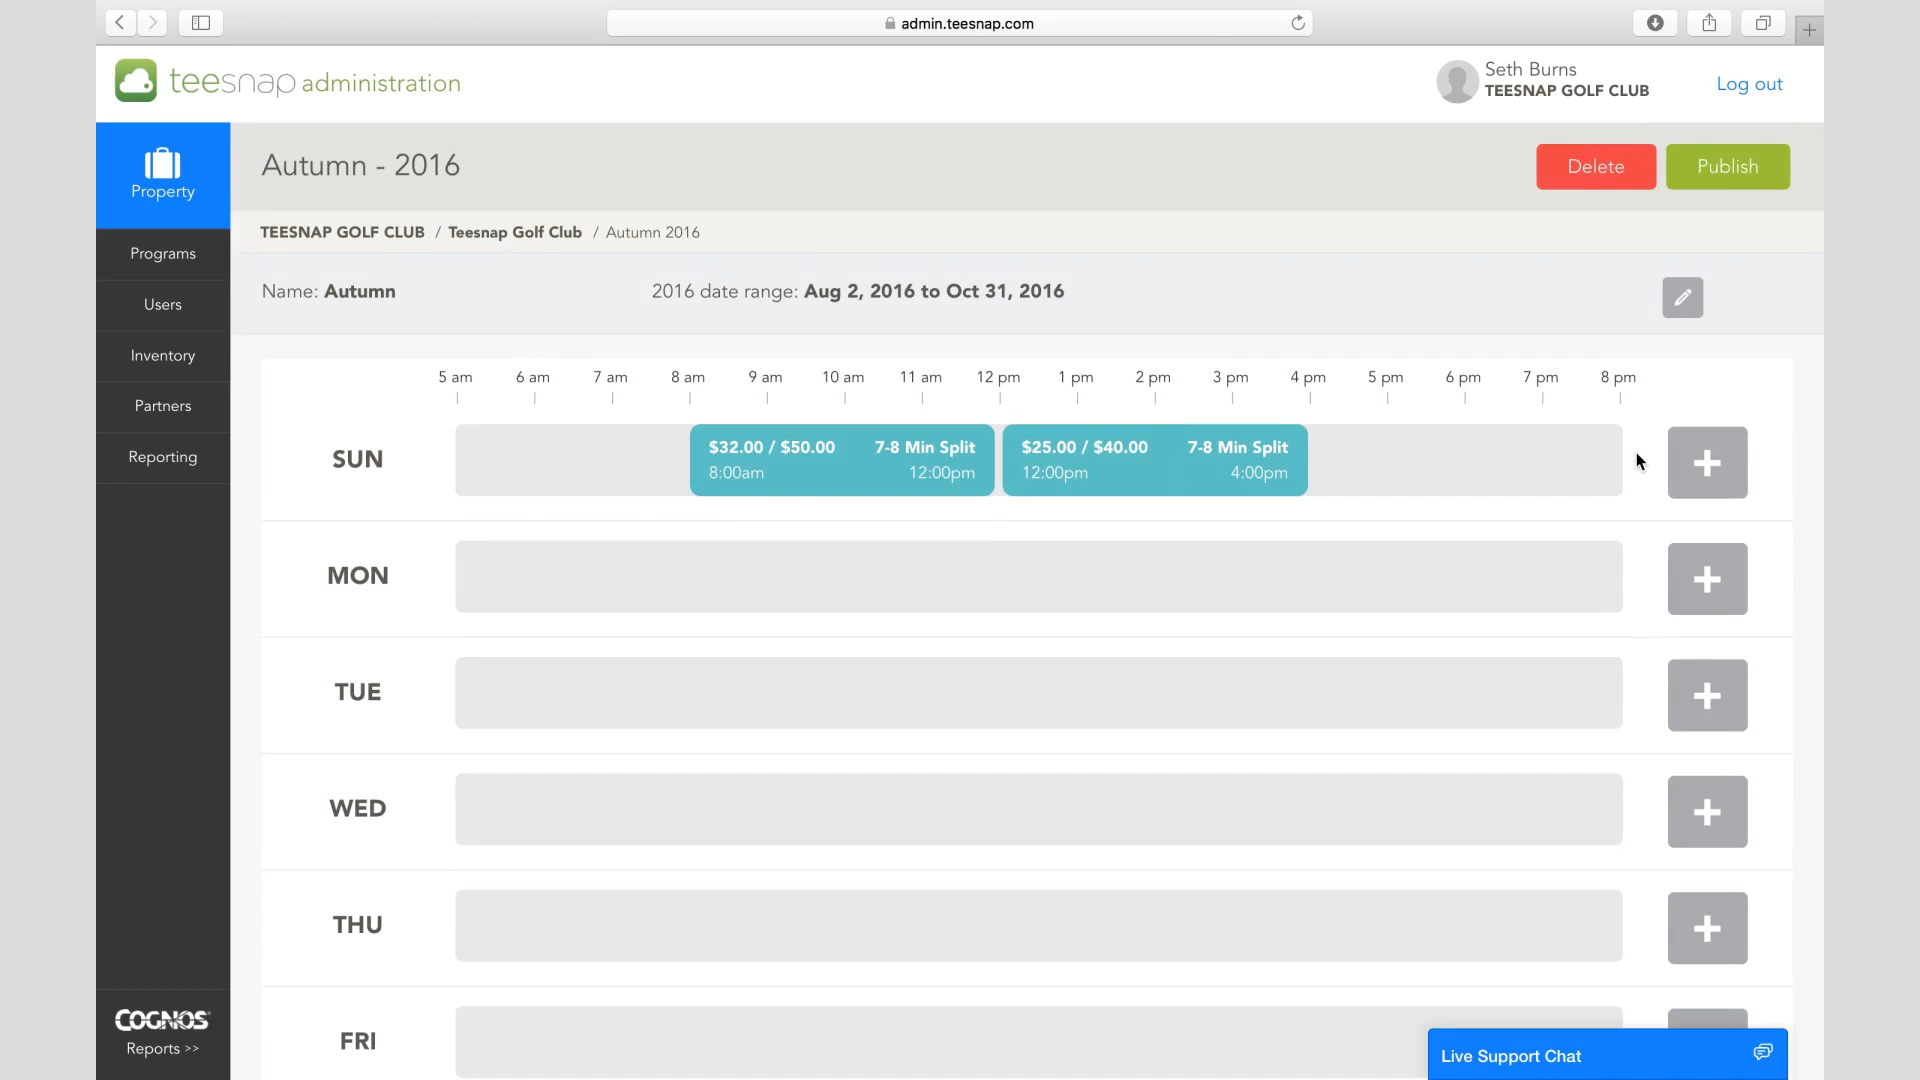 admin.teesnap.com
teesnap administration
Seth Burns
TEESNAP GOLF CLUB
Log out
Property
Autumn - 2016
Delete
Publish
TEESNAP GOLF CLUB / Teesnap Golf Club / Autumn 2016
Programs
Users
Inventory
Partners
Reporting
Name: Autumn
2016 date range: Aug 2, 2016 to Oct 31, 2016
5 am 6 am 7 am 8 am 9 am 10 am 11 am 12 pm 1 pm 2 pm 3 pm 4 pm 5 pm 6 pm 7 pm 8 pm
SUN
$32.00 / $50.00 7-8 Min Split
8:00am 12:00pm
$25.00 / $40.00 7-8 Min Split
12:00pm 4:00pm
MON
TUE
WED
THU
FRI
COGNOS
Reports >>
Live Support Chat